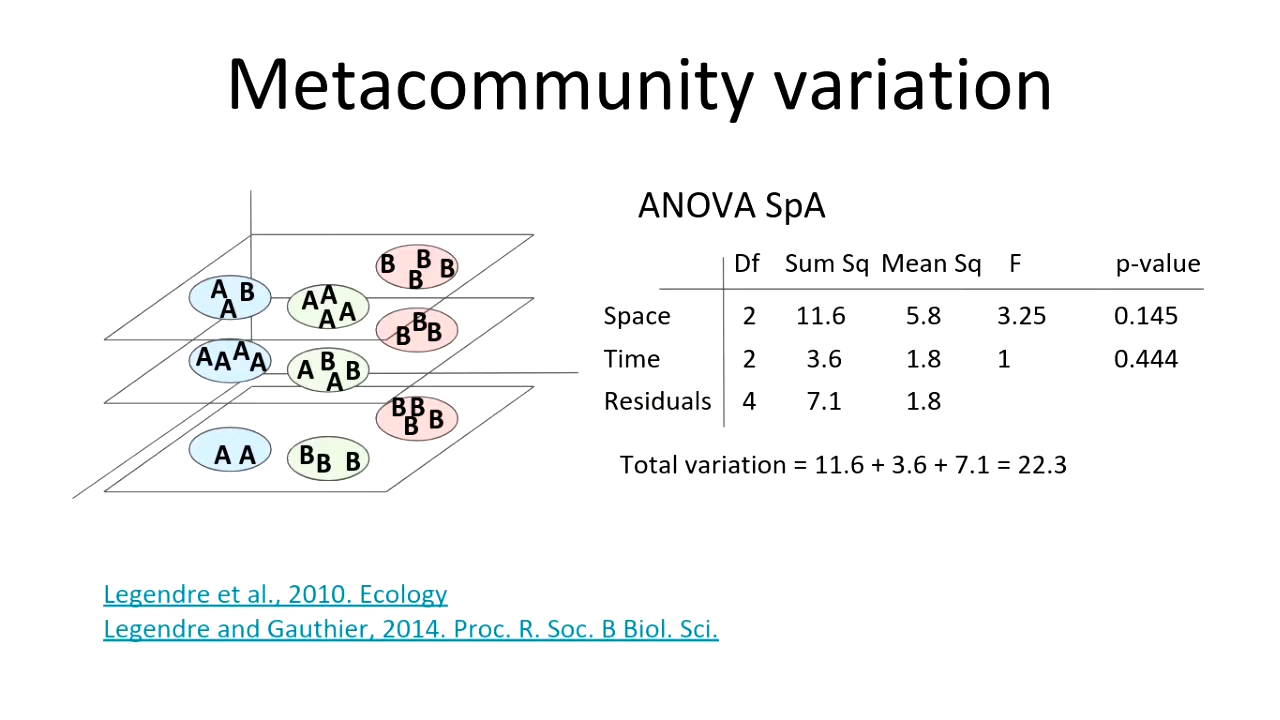 Metacommunity variation
ANOVA SpA
Df Sum Sq Mean Sq F p-value
Space 2 11.6 5.8 3.25 0.145
Time 2 3.6 1.8 1 0.444
Residuals 4 7.1 1.8
Total variation = 11.6 + 3.6 + 7.1 = 22.3
A B A
A A A A
B B B B
A A A A
A B A B
B B B
A A
B B B
B B B B
Legendre et al., 2010. Ecology
Legendre and Gauthier, 2014. Proc. R. Soc. B Biol. Sci.